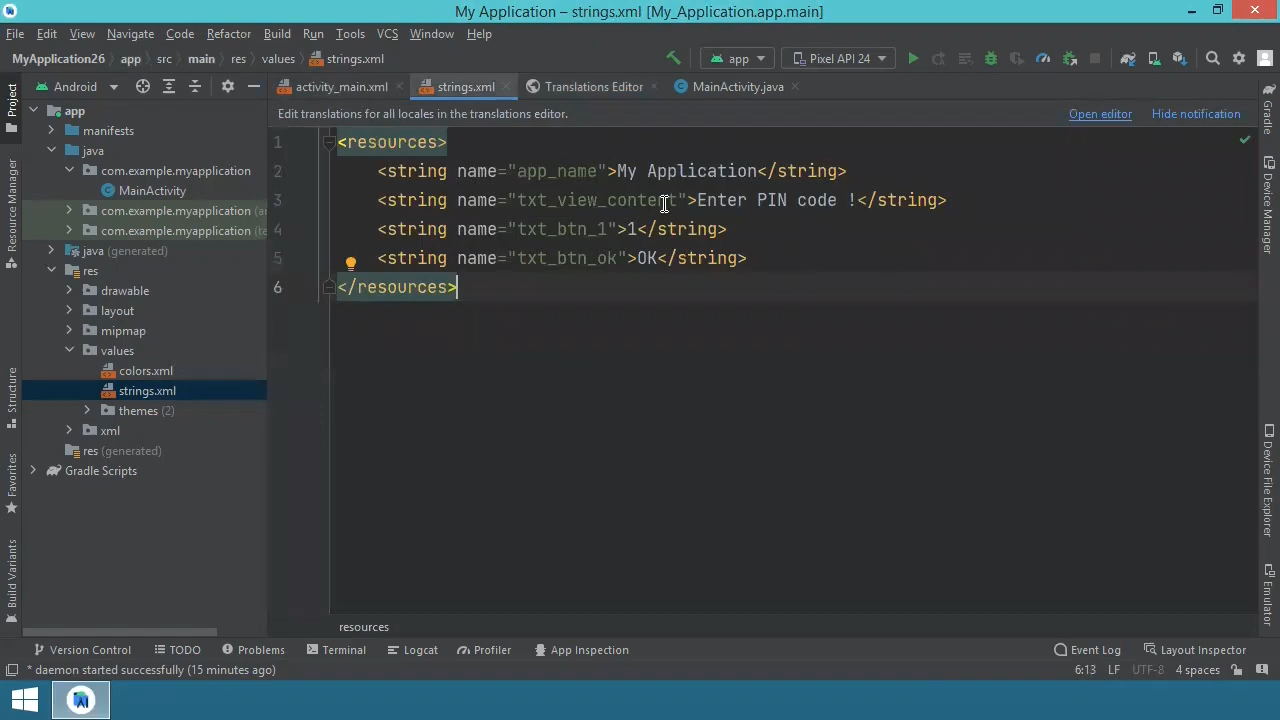 My Application – strings.xml [My_Application.app.main]
File Edit View Navigate Code Refactor Build Run Tools VCS Window Help
MyApplication26 app src main res values strings.xml app Pixel API 24
Android activity_main.xml strings.xml Translations Editor MainActivity.java
Edit translations for all locales in the translations editor. Open editor Hide notification
Project
Resource Manager
Structure
Favorites
Build Variants
app
manifests
java
com.example.myapplication
MainActivity
com.example.myapplication (a
com.example.myapplication (te
java (generated)
res
drawable
layout
mipmap
values
colors.xml
strings.xml
themes (2)
xml
res (generated)
Gradle Scripts
1 <resources>
2 <string name="app_name">My Application</string>
3 <string name="txt_view_content">Enter PIN code !</string>
4 <string name="txt_btn_1">1</string>
5 <string name="txt_btn_ok">OK</string>
6 </resources>
resources
Gradle
Device Manager
Device File Explorer
Emulator
Version Control TODO Problems Terminal Logcat Profiler App Inspection Event Log Layout Inspector
* daemon started successfully (15 minutes ago) 6:13 LF UTF-8 4 spaces